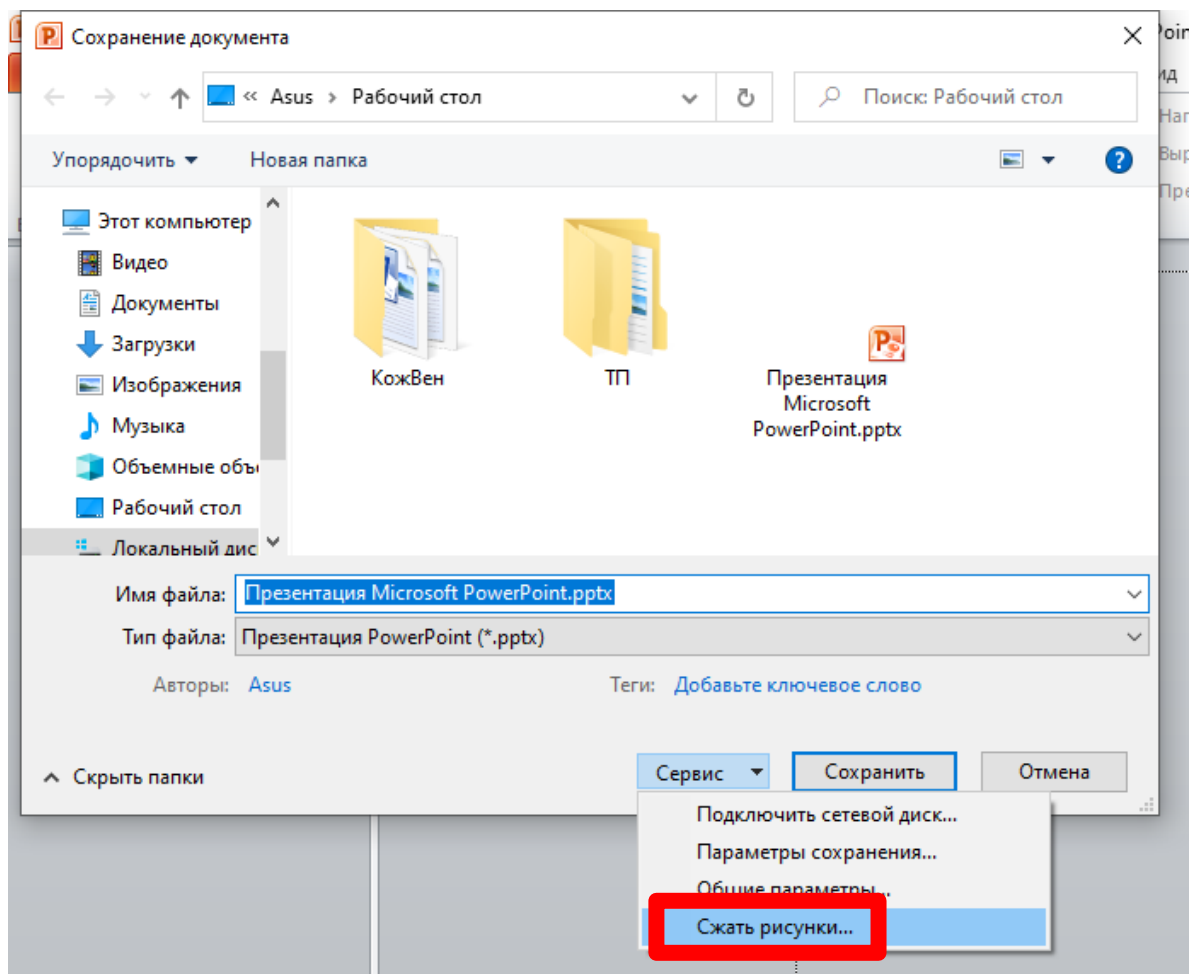 Сохранение документа
Asus
Рабочий стол
Поиск: Рабочий стол
Упорядочить
Новая папка
Этот компьютер
Видео
Документы
Загрузки
Изображения
Музыка
Объемные
Рабочий стол
Локальный
КожВен
ТП
Презентация
Microsoft
PowerPoint.pptx
Имя файла: Презентация Microsoft PowerPoint.pptx
Тип файла: Презентация PowerPoint (*.pptx)
Авторы: Asus
Теги: Добавьте ключевое слово
Скрыть папки
Сервис
Сохранить
Отмена
Подключить сетевой диск...
Параметры сохранения...
Общие параметры...
Сжать рисунки...